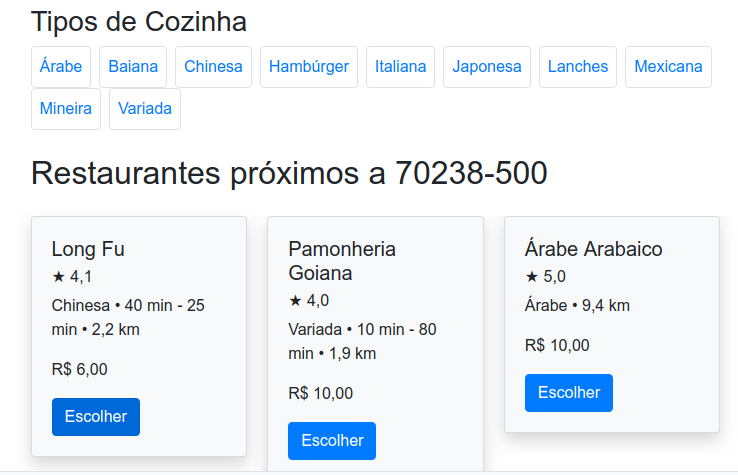 Tipos de Cozinha
Árabe Baiana Chinesa Hambúrger Italiana Japonesa Lanches Mexicana
Mineira Variada
Restaurantes próximos a 70238-500
Long Fu
★ 4,1
Chinesa • 40 min - 25
min • 2,2 km
R$ 6,00
Escolher
Pamonheria
Goiana
★ 4,0
Variada • 10 min - 80
min • 1,9 km
R$ 10,00
Escolher
Árabe Arabaico
★ 5,0
Árabe • 9,4 km
R$ 10,00
Escolher